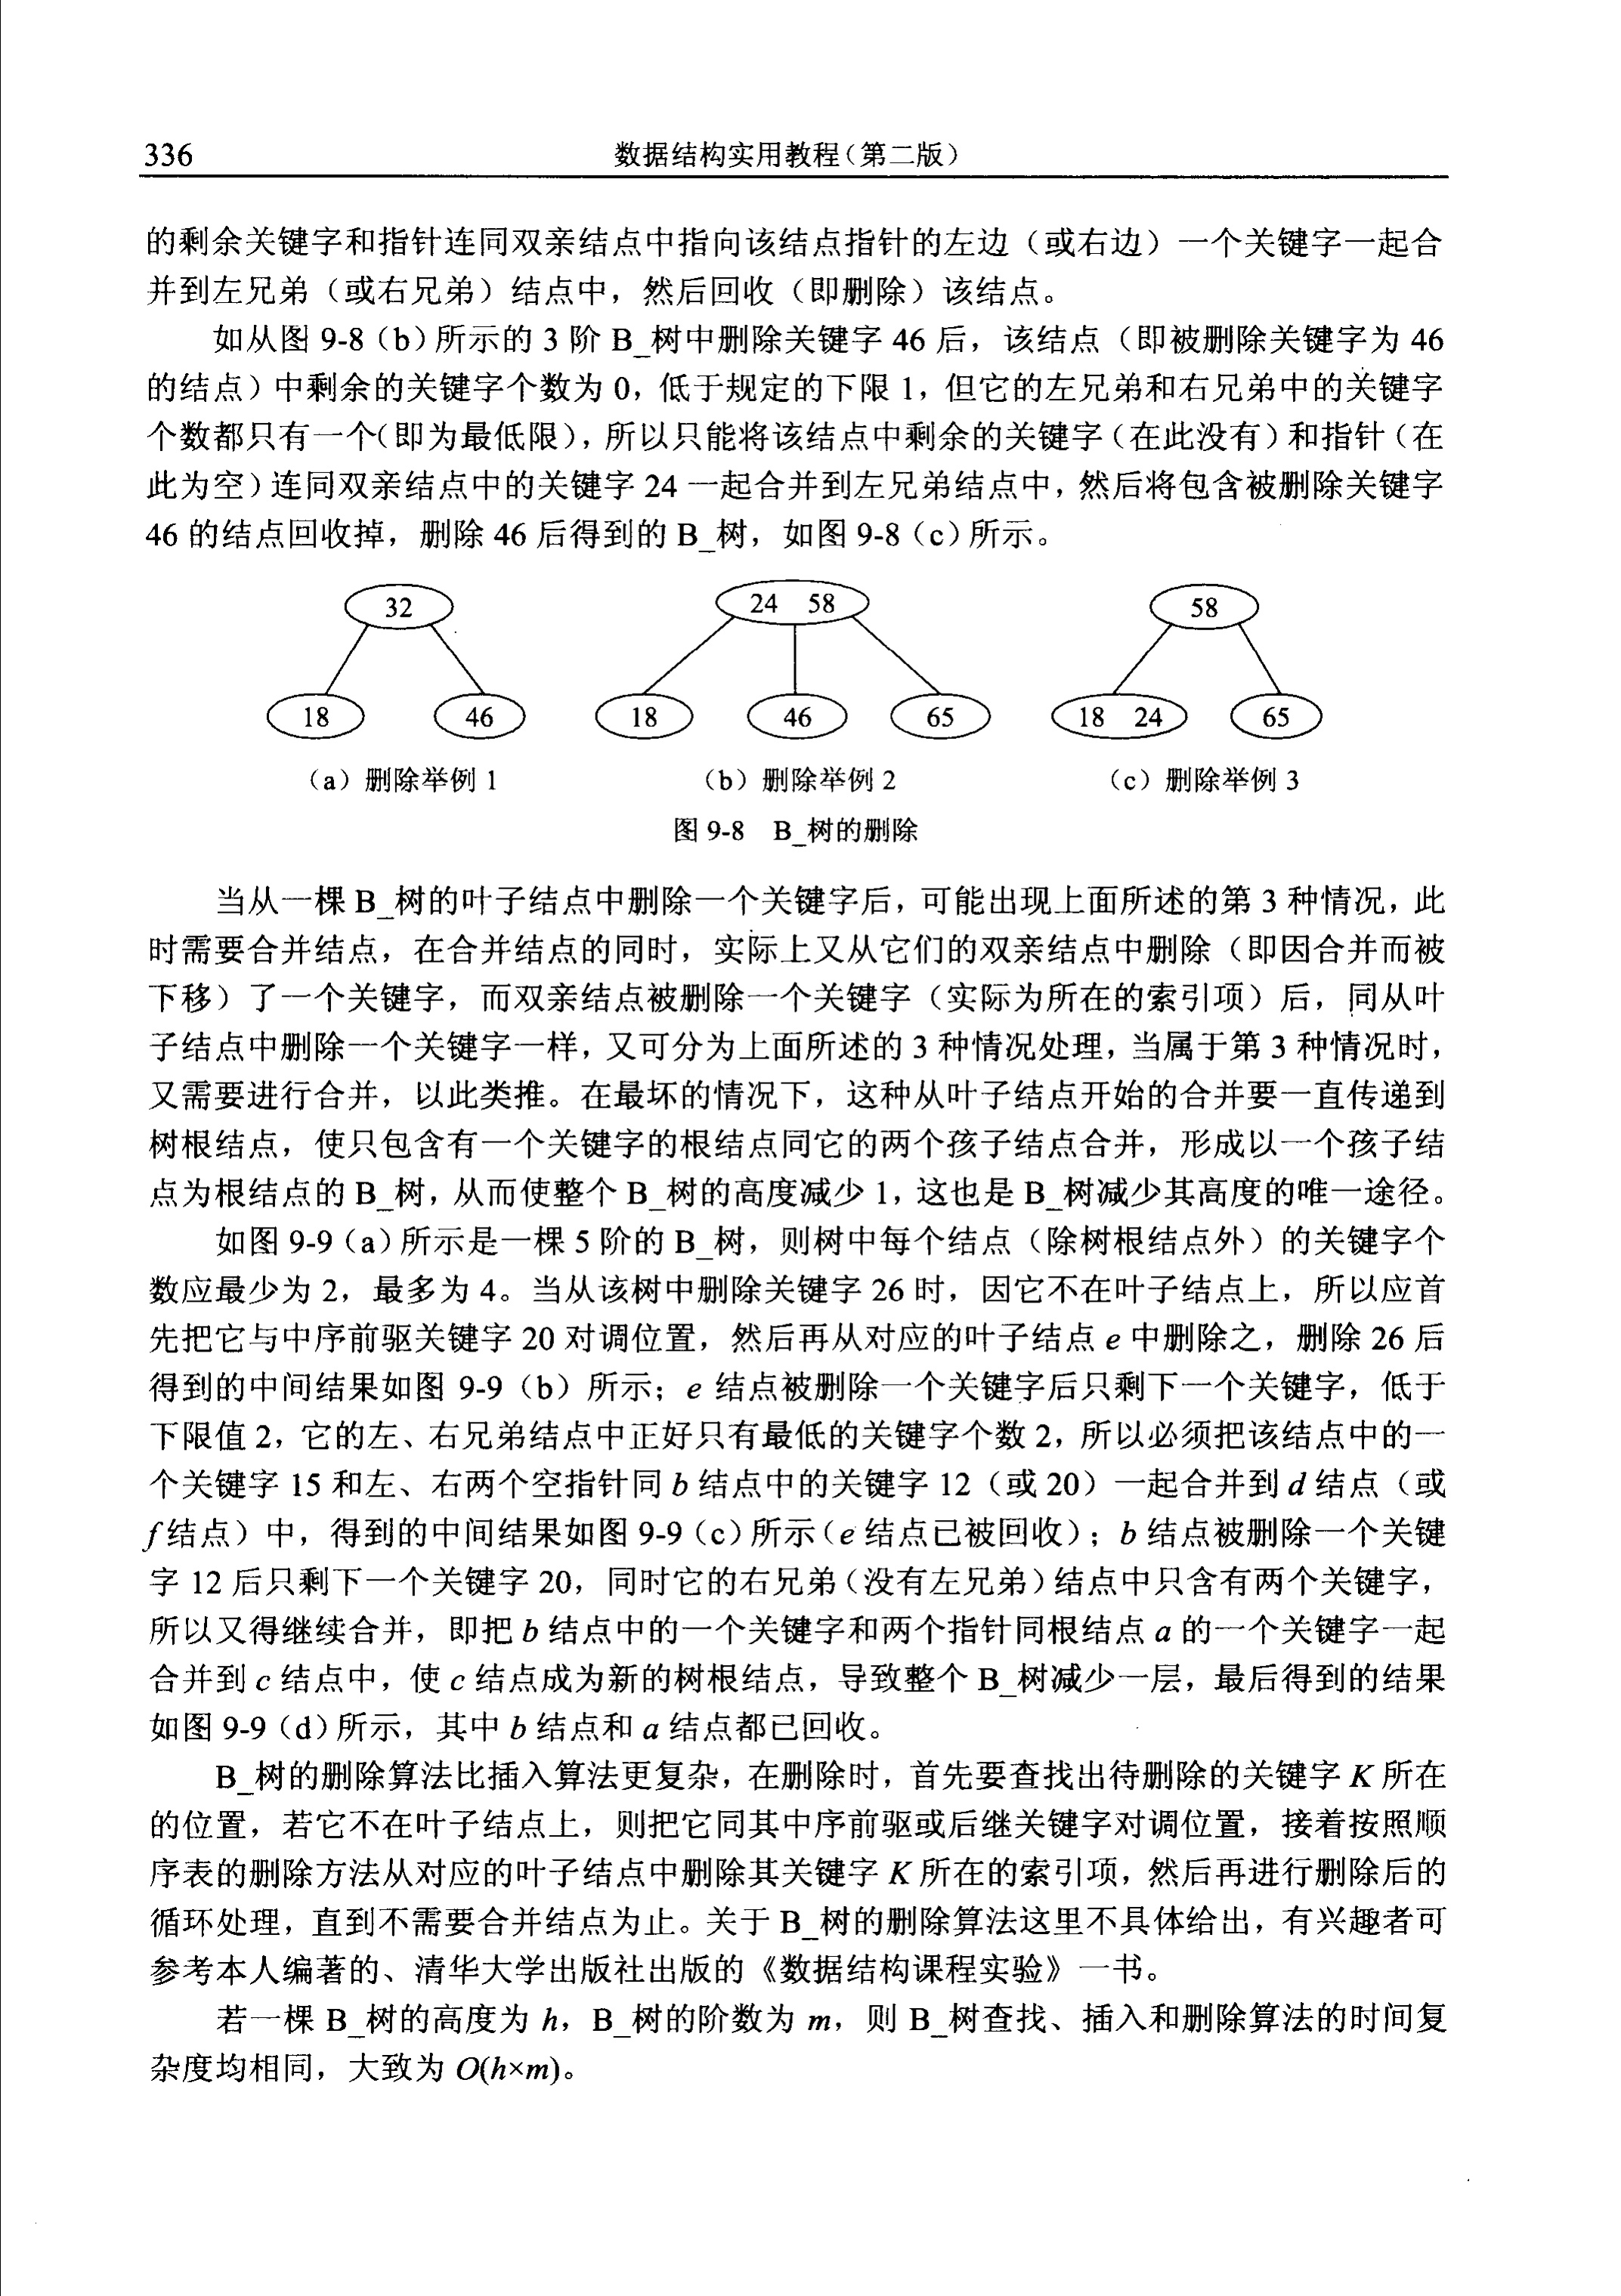 336
数据结构实用教程（第二版）
的剩余关键字和指针连同双亲结点中指向该结点指针的左边（或右边）一个关键字一起合
并到左兄弟（或右兄弟）结点中，然后回收（即删除）该结点。
如从图 9-8（b）所示的 3 阶 B_树中删除关键字 46 后，该结点（即被删除关键字为 46
的结点）中剩余的关键字个数为 0，低于规定的下限 1，但它的左兄弟和右兄弟中的关键字
个数都只有一个（即为最低限），所以只能将该结点中剩余的关键字（在此没有）和指针（在
此为空）连同双亲结点中的关键字 24 一起合并到左兄弟结点中，然后将包含被删除关键字
46 的结点回收掉，删除 46 后得到的 B_树，如图 9-8（c）所示。
32 24 58 58
18 46 18 46 65 18 24 65
（a）删除举例 1 （b）删除举例 2 （c）删除举例 3
图 9-8 B_树的删除
当从一棵 B_树的叶子结点中删除一个关键字后，可能出现上面所述的第 3 种情况，此
时需要合并结点，在合并结点的同时，实际上又从它们的双亲结点中删除（即因合并而被
下移）了一个关键字，而双亲结点被删除一个关键字（实际为所在的索引项）后，同从叶
子结点中删除一个关键字一样，又可分为上面所述的 3 种情况处理，当属于第 3 种情况时，
又需要进行合并，以此类推。在最坏的情况下，这种从叶子结点开始的合并要一直传递到
树根结点，使只包含有一个关键字的根结点同它的两个孩子结点合并，形成以一个孩子结
点为根结点的 B_树，从而使整个 B_树的高度减少 1，这也是 B_树减少其高度的唯一途径。
如图 9-9（a）所示是一棵 5 阶的 B_树，则树中每个结点（除树根结点外）的关键字个
数应最少为 2，最多为 4。当从该树中删除关键字 26 时，因它不在叶子结点上，所以应首
先把它与中序前驱关键字 20 对调位置，然后再从对应的叶子结点 e 中删除之，删除 26 后
得到的中间结果如图 9-9（b）所示；e 结点被删除一个关键字后只剩下一个关键字，低于
下限值 2，它的左、右兄弟结点中正好只有最低的关键字个数 2，所以必须把该结点中的一
个关键字 15 和左、右两个空指针同 b 结点中的关键字 12（或 20）一起合并到 d 结点（或
f 结点）中，得到的中间结果如图 9-9（c）所示（e 结点已被回收）；b 结点被删除一个关键
字 12 后只剩下一个关键字 20，同时它的右兄弟（没有左兄弟）结点中只含有两个关键字，
所以又得继续合并，即把 b 结点中的一个关键字和两个指针同根结点 a 的一个关键字一起
合并到 c 结点中，使 c 结点成为新的树根结点，导致整个 B_树减少一层，最后得到的结果
如图 9-9（d）所示，其中 b 结点和 a 结点都已回收。
B_树的删除算法比插入算法更复杂，在删除时，首先要查找出待删除的关键字 K 所在
的位置，若它不在叶子结点上，则把它同其中序前驱或后继关键字对调位置，接着按照顺
序表的删除方法从对应的叶子结点中删除其关键字 K 所在的索引项，然后再进行删除后的
循环处理，直到不需要合并结点为止。关于 B_树的删除算法这里不具体给出，有兴趣者可
参考本人编著的、清华大学出版社出版的《数据结构课程实验》一书。
若一棵 B_树的高度为 h，B_树的阶数为 m，则 B_树查找、插入和删除算法的时间复
杂度均相同，大致为 O(h×m)。